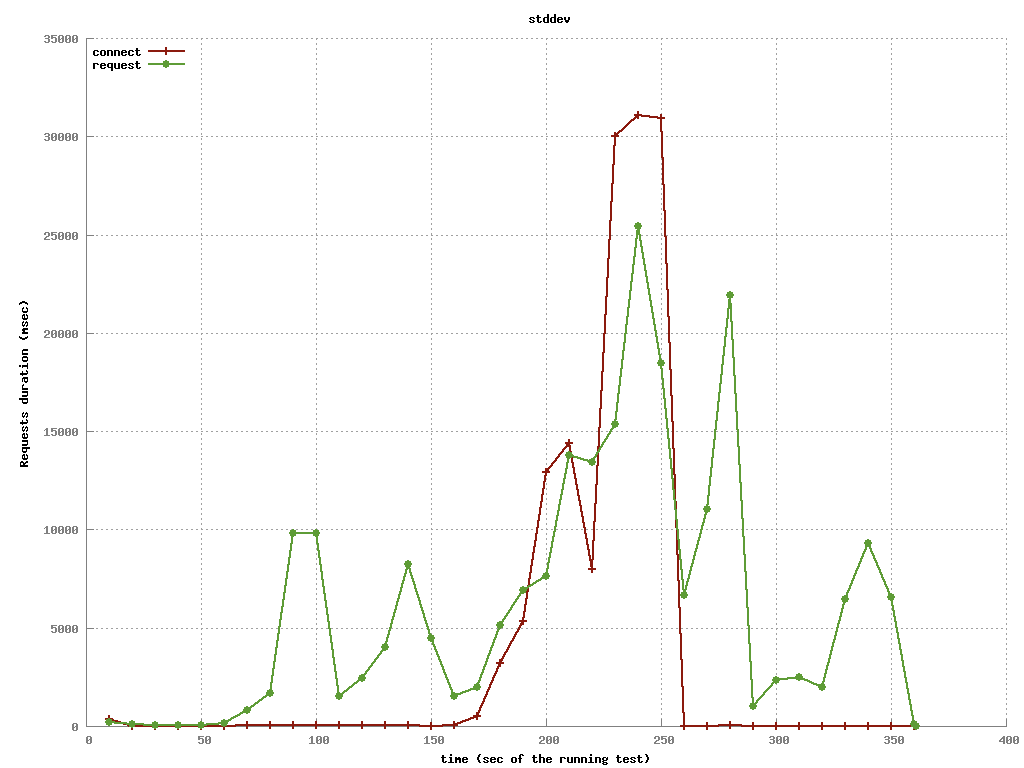 stddev
connect
request
35000
30000
25000
20000
15000
10000
5000
0
Requests duration (msec)
0 50 100 150 200 250 300 350 400
time (sec of the running test)